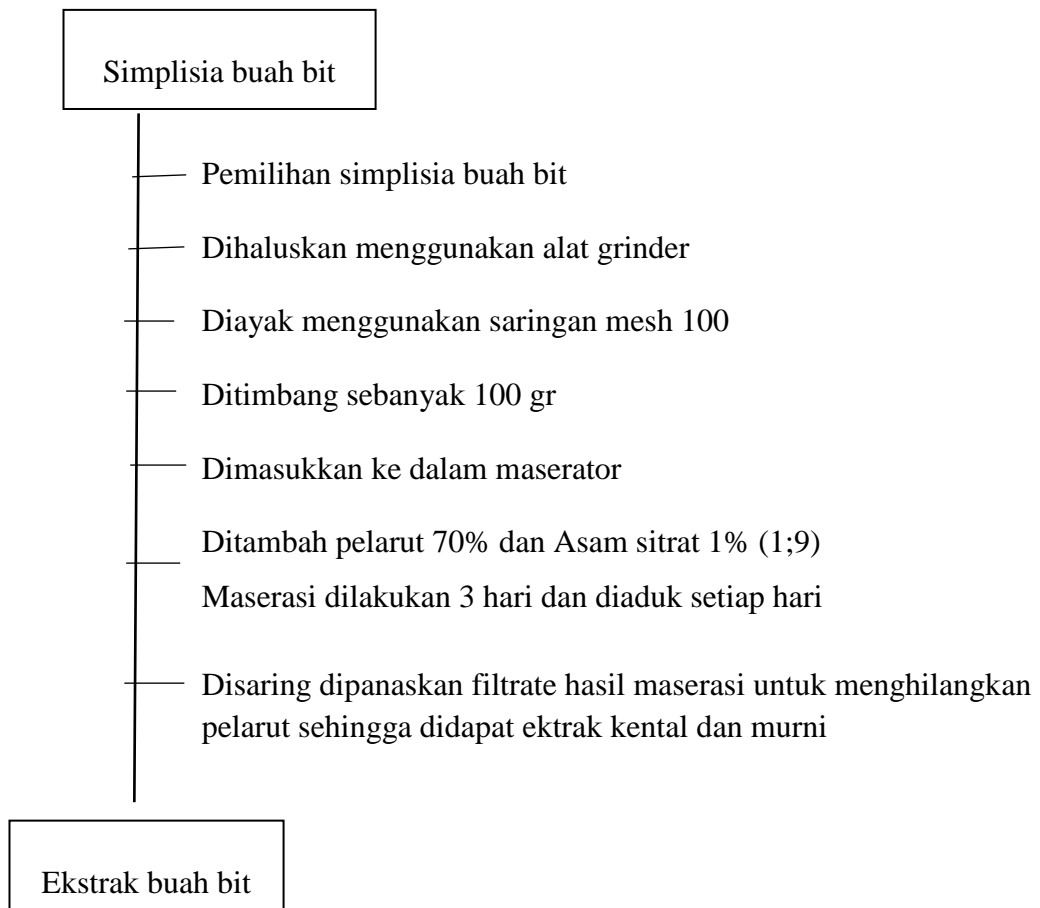 Simplisia buah bit
Pemilihan simplisia buah bit
Dihaluskan menggunakan alat grinder
Diayak menggunakan saringan mesh 100
Ditimbang sebanyak 100 gr
Dimasukkan ke dalam maserator
Ditambah pelarut 70% dan Asam sitrat 1% (1;9)
Maserasi dilakukan 3 hari dan diaduk setiap hari
Disaring dipanaskan filtrate hasil maserasi untuk menghilangkan
pelarut sehingga didapat ektrak kental dan murni
Ekstrak buah bit